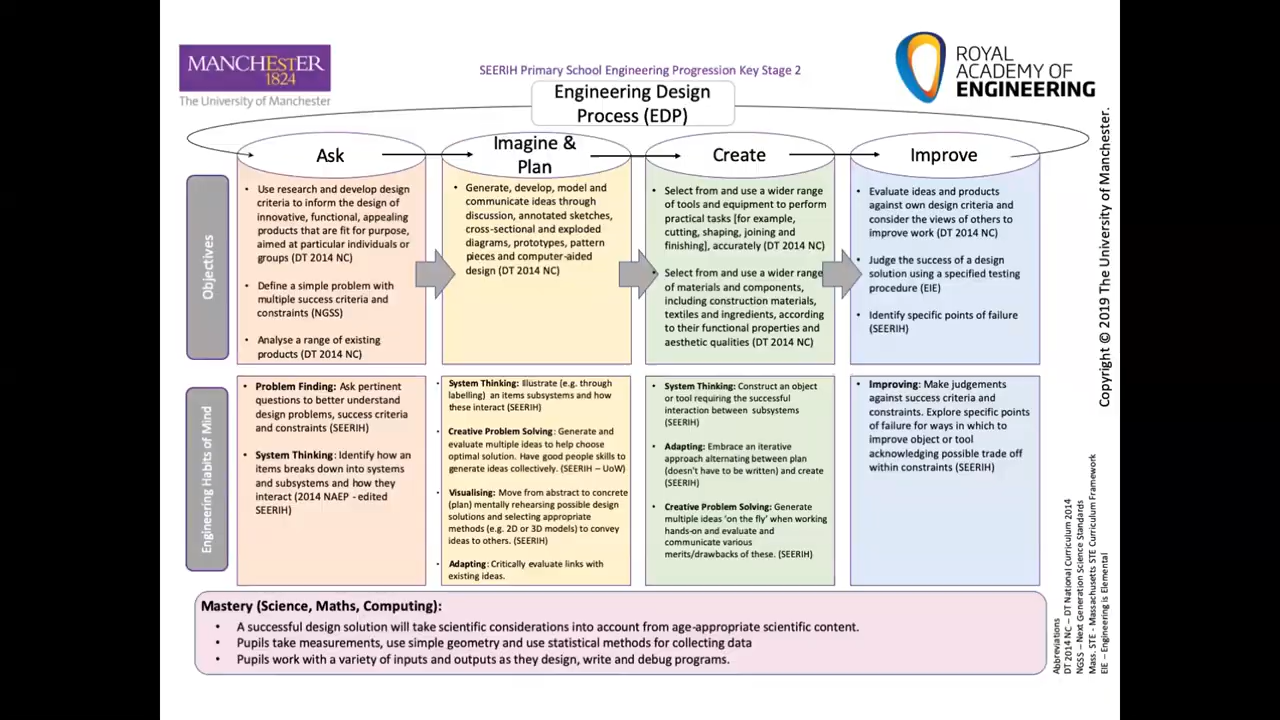 MANCHESTER
1824
The University of Manchester
SEERIH Primary School Engineering Progression Key Stage 2
ROYAL
ACADEMY OF
ENGINEERING
Engineering Design
Process (EDP)
Ask
Imagine &
Plan
Create
Improve
Objectives
• Use research and develop design
criteria to inform the design of
innovative, functional, appealing
products that are fit for purpose,
aimed at particular individuals or
groups (DT 2014 NC)
• Define a simple problem with
multiple success criteria and
constraints (NGSS)
• Analyse a range of existing
products (DT 2014 NC)
• Generate, develop, model and
communicate ideas through
discussion, annotated sketches,
cross-sectional and exploded
diagrams, prototypes, pattern
pieces and computer-aided
design (DT 2014 NC)
Select from and use a wider range
of tools and equipment to perform
practical tasks [for example,
cutting, shaping, joining and
finishing], accurately (DT 2014 NC)
• Select from and use a wider range
of materials and components,
including construction materials,
textiles and ingredients, according
to their functional properties and
aesthetic qualities (DT 2014 NC)
• Evaluate ideas and products
against own design criteria and
consider the views of others to
improve work (DT 2014 NC)
• Judge the success of a design
solution using a specified testing
procedure (EIE)
• Identify specific points of failure
(SEERIH)
Engineering Habits of Mind
• Problem Finding: Ask pertinent
questions to better understand
design problems, success criteria
and constraints (SEERIH)
• System Thinking: Identify how an
items breaks down into systems
and subsystems and how they
interact (2014 NAEP - edited
SEERIH)
• System Thinking: Illustrate (e.g. through
labelling) an items subsystems and how
these interact (SEERIH)
• Creative Problem Solving: Generate and
evaluate multiple ideas to help choose
optimal solution. Have good people skills to
generate ideas collectively. (SEERIH – UoW)
• Visualising: Move from abstract to concrete
(plan) mentally rehearsing possible design
solutions and selecting appropriate
methods (e.g. 2D or 3D models) to convey
ideas to others. (SEERIH)
• Adapting: Critically evaluate links with
existing ideas.
• System Thinking: Construct an object
or tool requiring the successful
interaction between subsystems
(SEERIH)
• Adapting: Embrace an iterative
approach alternating between plan
(doesn't have to be written) and create
(SEERIH)
• Creative Problem Solving: Generate
multiple ideas 'on the fly' when working
hands-on and evaluate and
communicate various
merits/drawbacks of these. (SEERIH)
• Improving: Make judgements
against success criteria and
constraints. Explore specific points
of failure for ways in which to
improve object or tool
acknowledging possible trade off
within constraints (SEERIH)
Mastery (Science, Maths, Computing):
• A successful design solution will take scientific considerations into account from age-appropriate scientific content.
• Pupils take measurements, use simple geometry and use statistical methods for collecting data
• Pupils work with a variety of inputs and outputs as they design, write and debug programs.
Copyright © 2019 The University of Manchester.
Abbreviations
DT 2014 NC – DT National Curriculum 2014
NGSS – Next Generation Science Standards
Mass. STE - Massachusetts STE Curriculum Framework
EIE – Engineering is Elemental